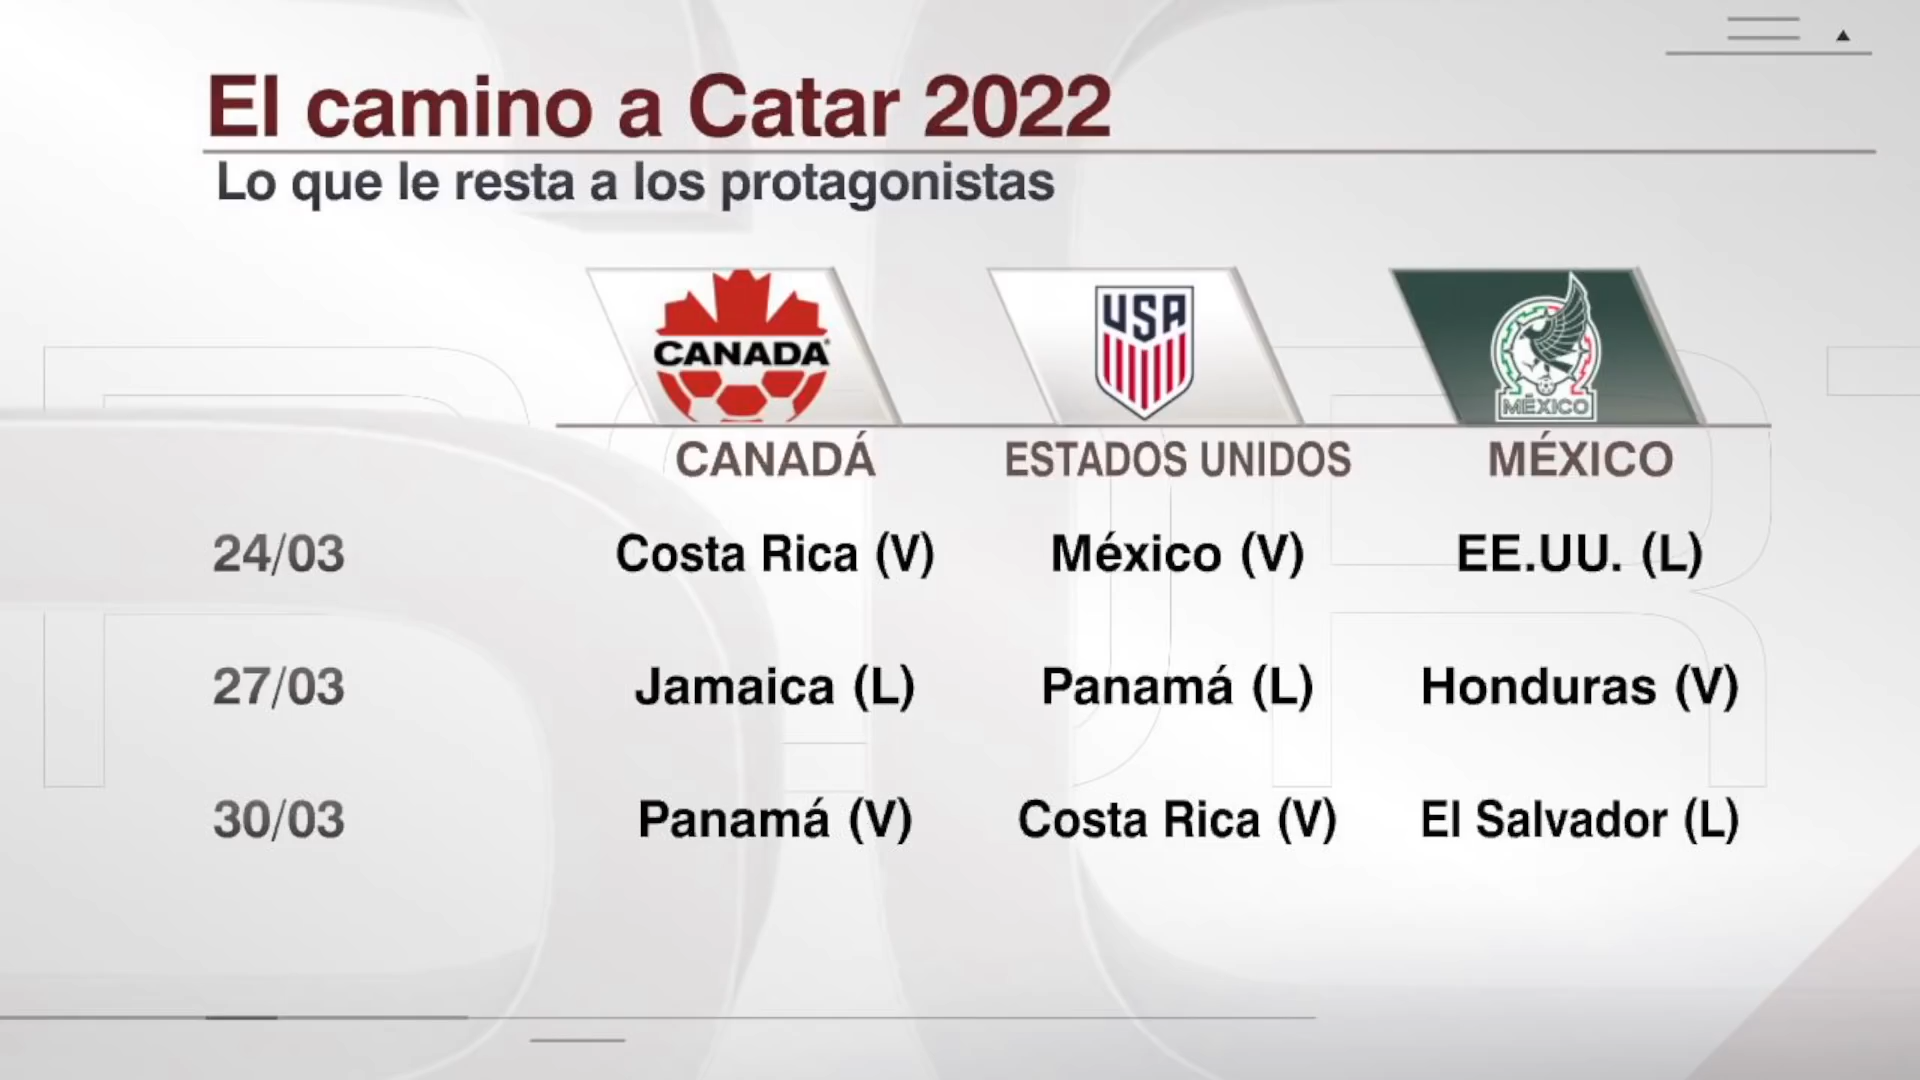 El camino a Catar 2022
Lo que le resta a los protagonistas
CANADA USA MÉXICO
CANADÁ ESTADOS UNIDOS MÉXICO
24/03 Costa Rica (V) México (V) EE.UU. (L)
27/03 Jamaica (L) Panamá (L) Honduras (V)
30/03 Panamá (V) Costa Rica (V) El Salvador (L)